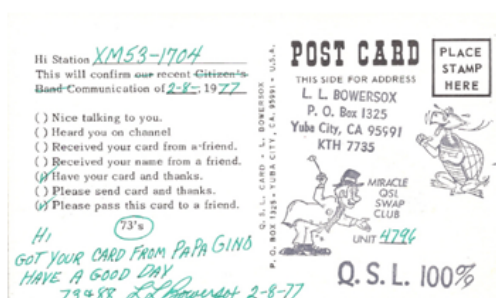 Hi Station XM53-1704
This will confirm our recent Citizen's
Band Communication of 2-8-, 1977
( ) Nice talking to you.
( ) Heard you on channel
( ) Received your card from a friend.
( ) Received your name from a friend.
(✓) Have your card and thanks.
( ) Please send card and thanks.
(✓) Please pass this card to a friend.
73's
Hi
GOT YOUR CARD FROM PAPA GINO
HAVE A GOOD DAY
73+88 LL Bowersox 2-8-77
Q. S. L. CARD - L. BOWERSOX - U.S.A.
P. O. BOX 1325 - YUBA CITY, CA. 95991
POST CARD
THIS SIDE FOR ADDRESS
L. L. BOWERSOX
P. O. Box 1325
Yuba City, CA 95991
KTH 7735
PLACE
STAMP
HERE
MIRACLE
QSL
SWAP
CLUB
UNIT 4796
Q.S.L. 100%